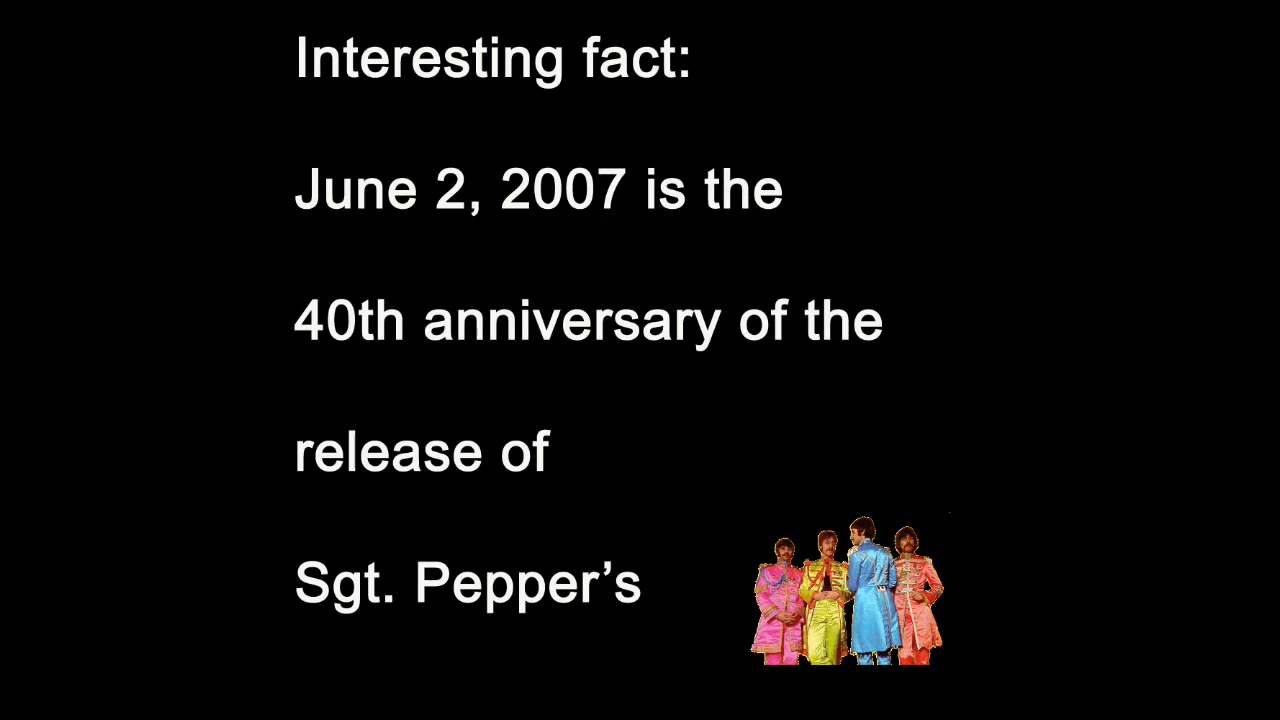 Interesting fact:
June 2, 2007 is the
40th anniversary of the
release of
Sgt. Pepper’s